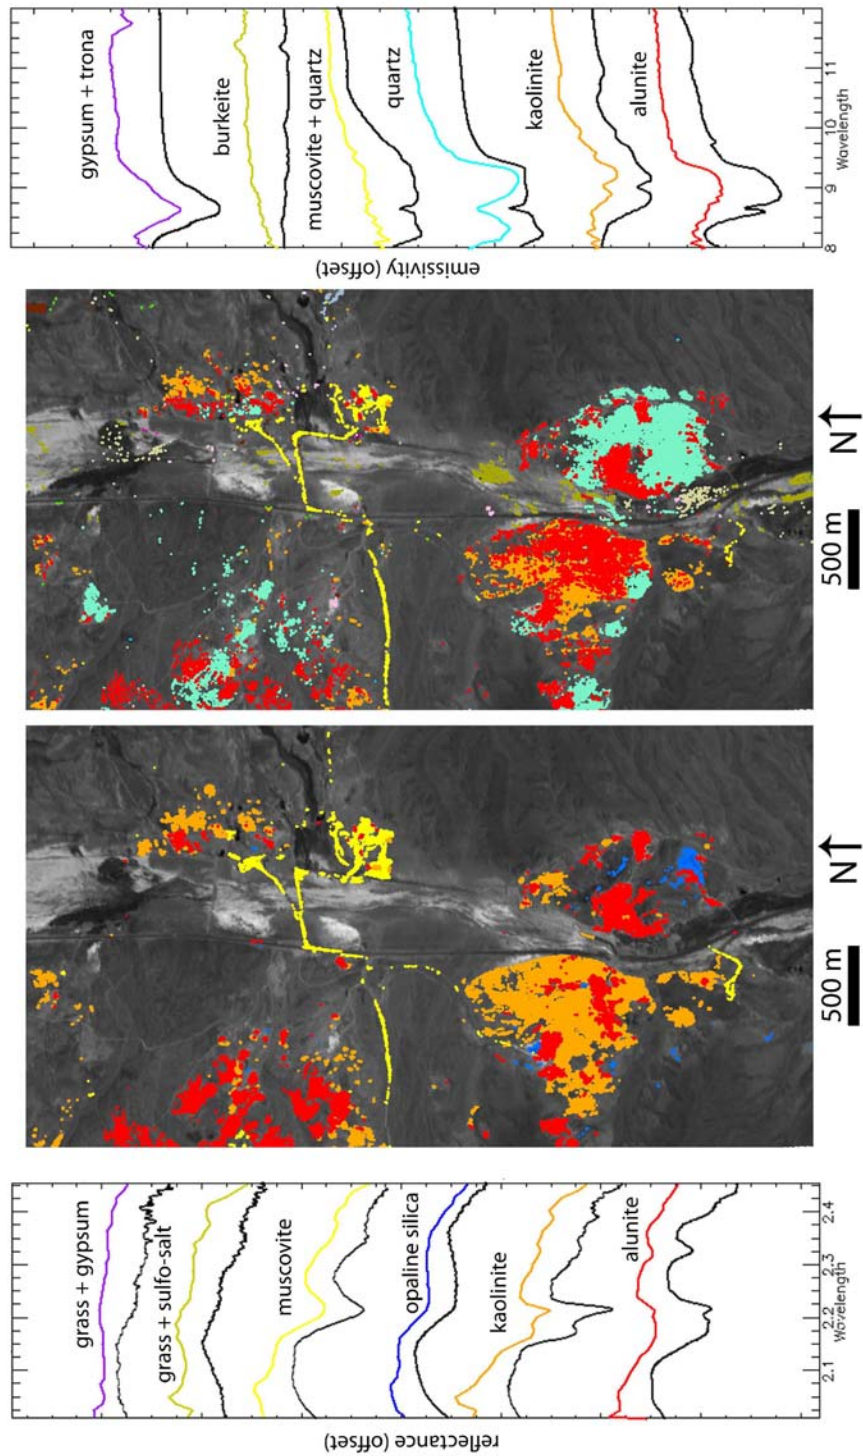 gypsum + trona
burkeite
muscovite + quartz
quartz
kaolinite
alunite
8
9
10
11
Wavelength
emissivity (offset)
N
500 m
N
500 m
grass + gypsum
grass + sulfo-salt
muscovite
opaline silica
kaolinite
alunite
2.1
2.2
2.3
2.4
Wavelength
reflectance (offset)